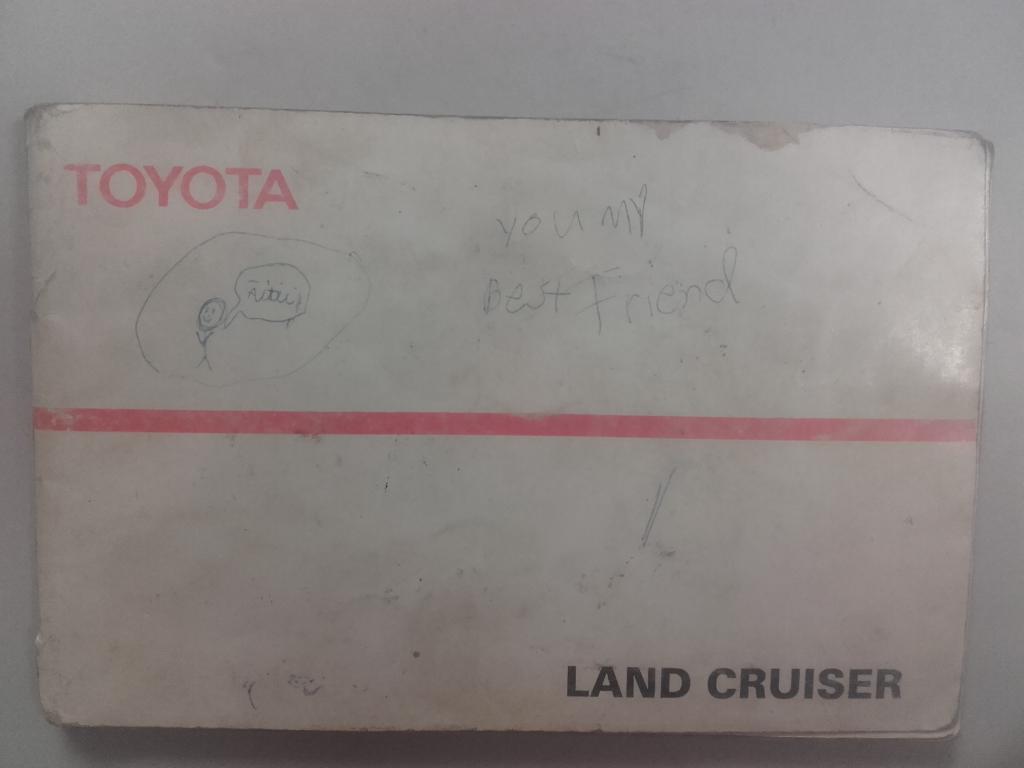 TOYOTA
YOU MY
Best Friend
LAND CRUISER